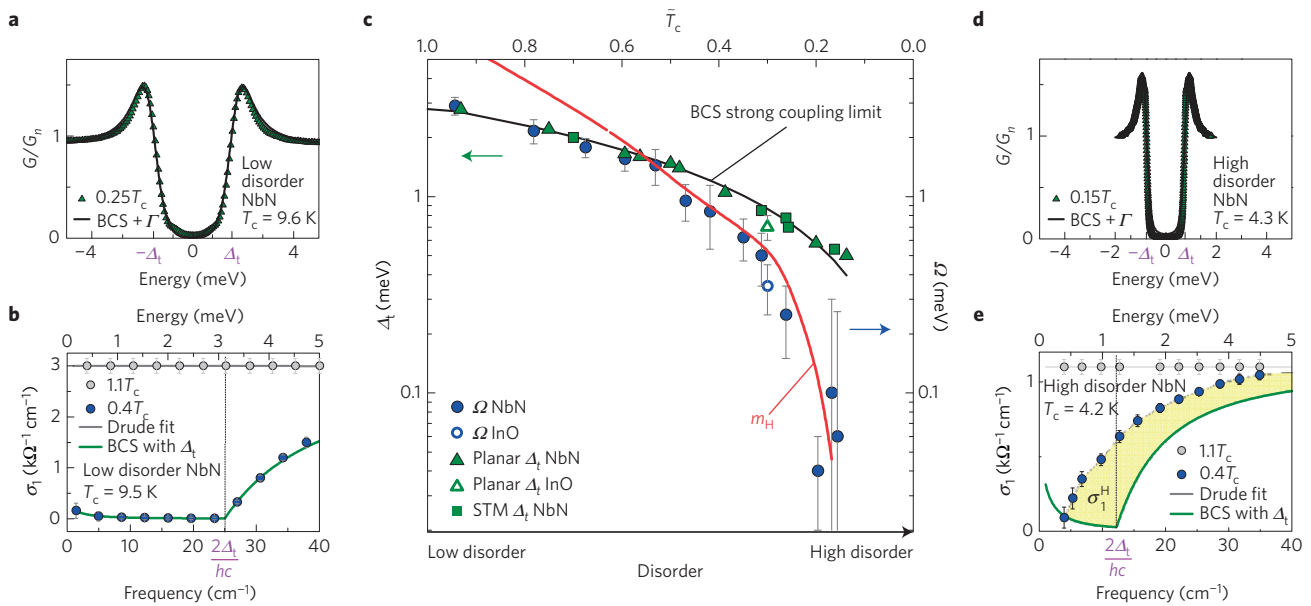 a
G/Gₙ
1
0
0.25Tc
BCS + Γ
Low
disorder
NbN
Tc = 9.6 K
−4
−Δt
0
Δt
4
Energy (meV)
b
Energy (meV)
0 1 2 3 4 5
σ₁ (kΩ⁻¹ cm⁻¹)
3
2
1
0
1.1Tc
0.4Tc
Drude fit
BCS with Δt
Low disorder NbN
Tc = 9.5 K
0 10 20 30 40
2Δt
hc
Frequency (cm⁻¹)
c
T̃c
1.0 0.8 0.6 0.4 0.2 0.0
BCS strong coupling limit
Δt (meV)
1
0.1
Ω (meV)
1
0.1
mH
Ω NbN
Ω InO
Planar Δt NbN
Planar Δt InO
STM Δt NbN
Low disorder
High disorder
Disorder
d
G/Gₙ
1
0
0.15Tc
BCS + Γ
High
disorder
NbN
Tc = 4.3 K
−4
−Δt
0
Δt
4
Energy (meV)
e
Energy (meV)
0 1 2 3 4 5
σ₁ (kΩ⁻¹ cm⁻¹)
1
0
High disorder NbN
Tc = 4.2 K
σ₁ᴴ
1.1Tc
0.4Tc
Drude fit
BCS with Δt
0 10 20 30 40
2Δt
hc
Frequency (cm⁻¹)